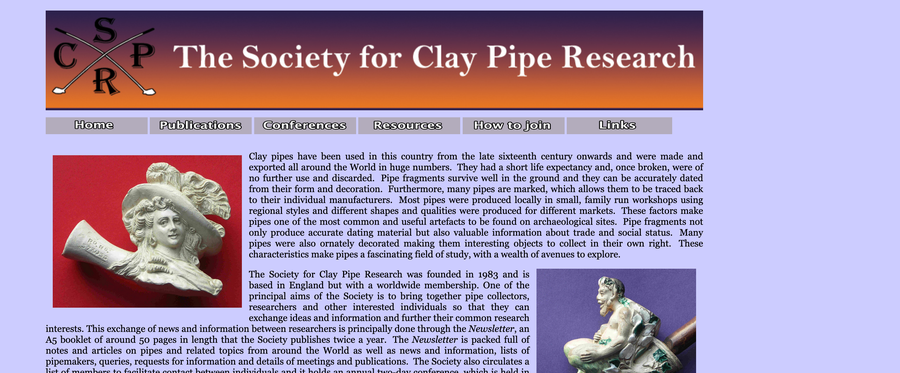 S
C P
R
The Society for Clay Pipe Research
Home Publications Conferences Resources How to join Links
Clay pipes have been used in this country from the late sixteenth century onwards and were made and
exported all around the World in huge numbers. They had a short life expectancy and, once broken, were of
no further use and discarded. Pipe fragments survive well in the ground and they can be accurately dated
from their form and decoration. Furthermore, many pipes are marked, which allows them to be traced back
to their individual manufacturers. Most pipes were produced locally in small, family run workshops using
regional styles and different shapes and qualities were produced for different markets. These factors make
pipes one of the most common and useful artefacts to be found on archaeological sites. Pipe fragments not
only produce accurate dating material but also valuable information about trade and social status. Many
pipes were also ornately decorated making them interesting objects to collect in their own right. These
characteristics make pipes a fascinating field of study, with a wealth of avenues to explore.
The Society for Clay Pipe Research was founded in 1983 and is
based in England but with a worldwide membership. One of the
principal aims of the Society is to bring together pipe collectors,
researchers and other interested individuals so that they can
exchange ideas and information and further their common research
interests. This exchange of news and information between researchers is principally done through the Newsletter, an
A5 booklet of around 50 pages in length that the Society publishes twice a year. The Newsletter is packed full of
notes and articles on pipes and related topics from around the World as well as news and information, lists of
pipemakers, queries, requests for information and details of meetings and publications. The Society also circulates a
list of members to facilitate contact between individuals and it holds an annual two-day conference, which is held in